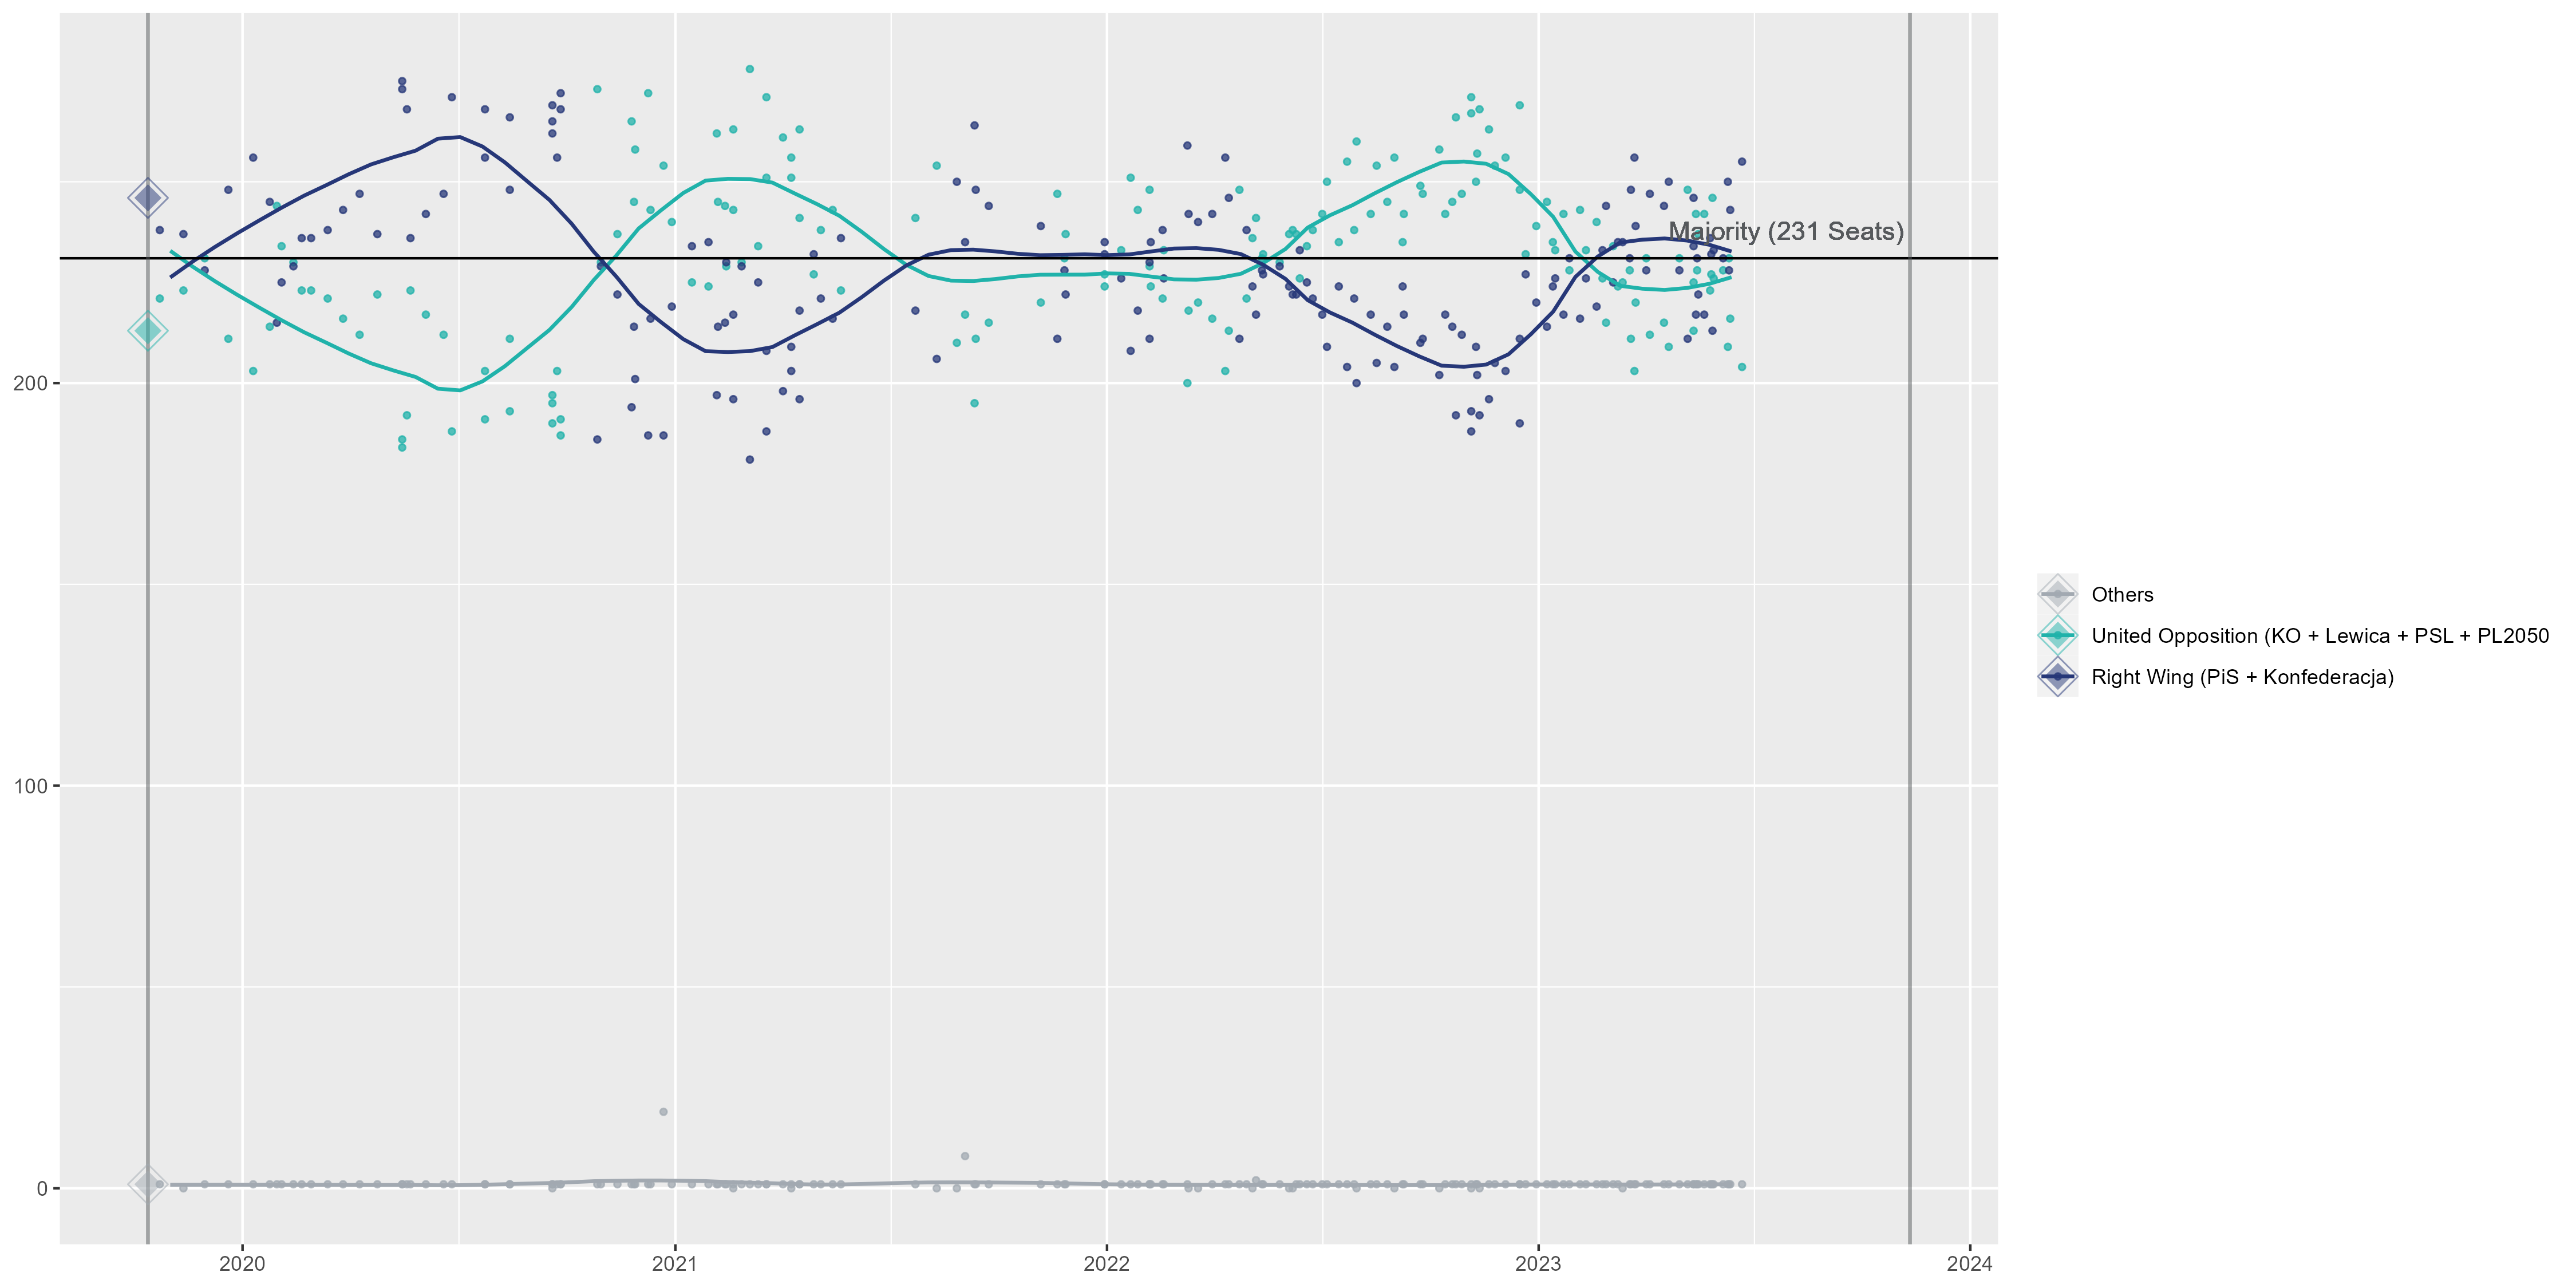 Majority (231 Seats)
200
100
0
2020
2021
2022
2023
2024
Others
United Opposition (KO + Lewica + PSL + PL2050
Right Wing (PiS + Konfederacja)